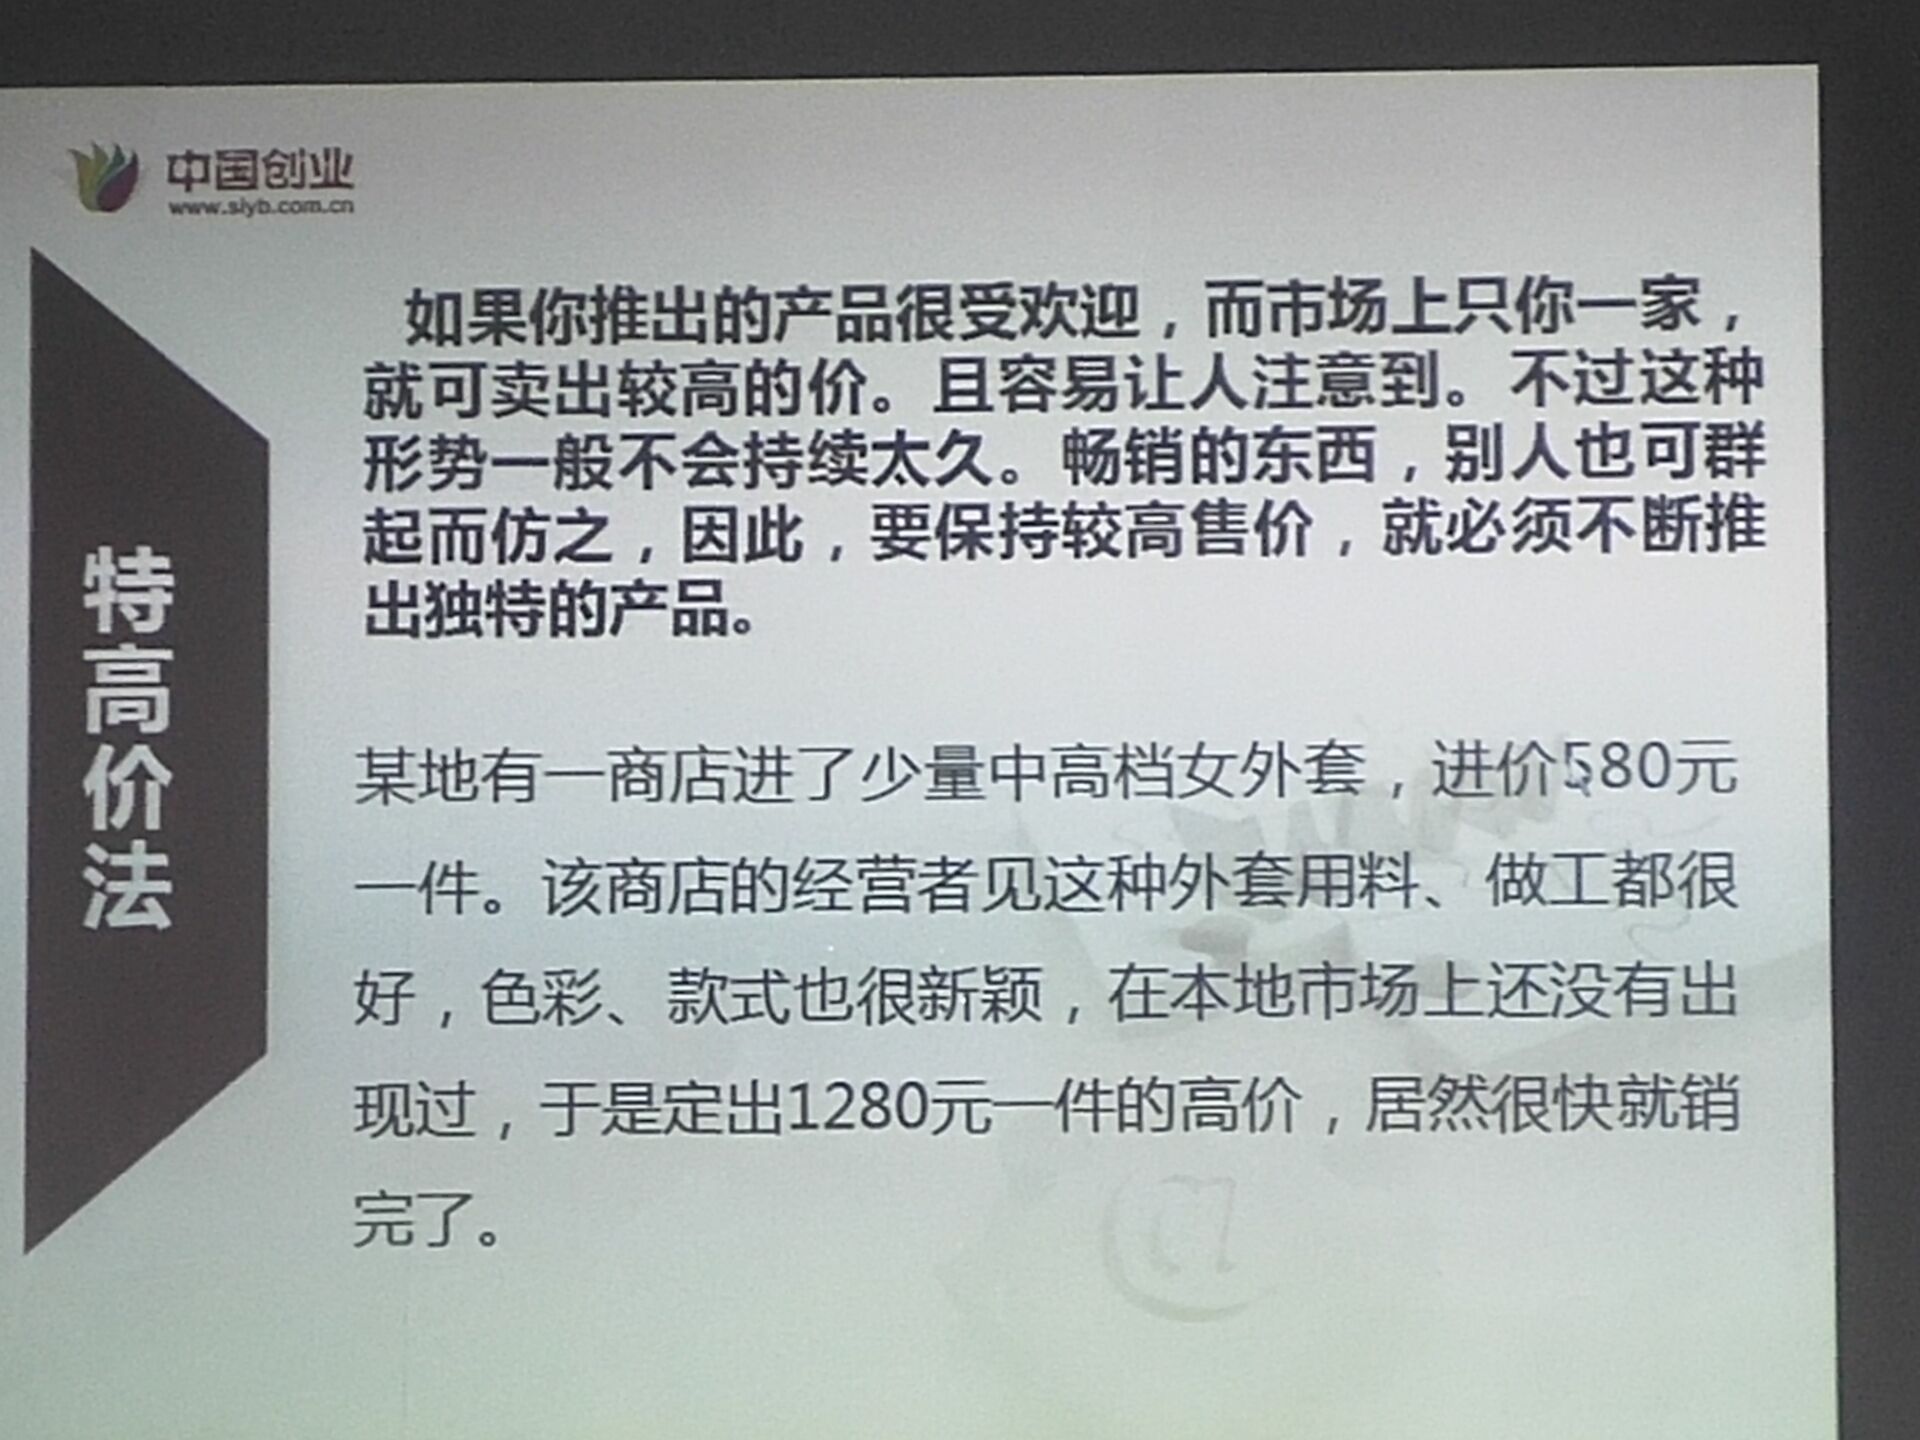 中国创业
www.siyb.com.cn
特高价法
如果你推出的产品很受欢迎，而市场上只你一家，
就可卖出较高的价。且容易让人注意到。不过这种
形势一般不会持续太久。畅销的东西，别人也可群
起而仿之，因此，要保持较高售价，就必须不断推
出独特的产品。
某地有一商店进了少量中高档女外套，进价580元
一件。该商店的经营者见这种外套用料、做工都很
好，色彩、款式也很新颖，在本地市场上还没有出
现过，于是定出1280元一件的高价，居然很快就销
完了。